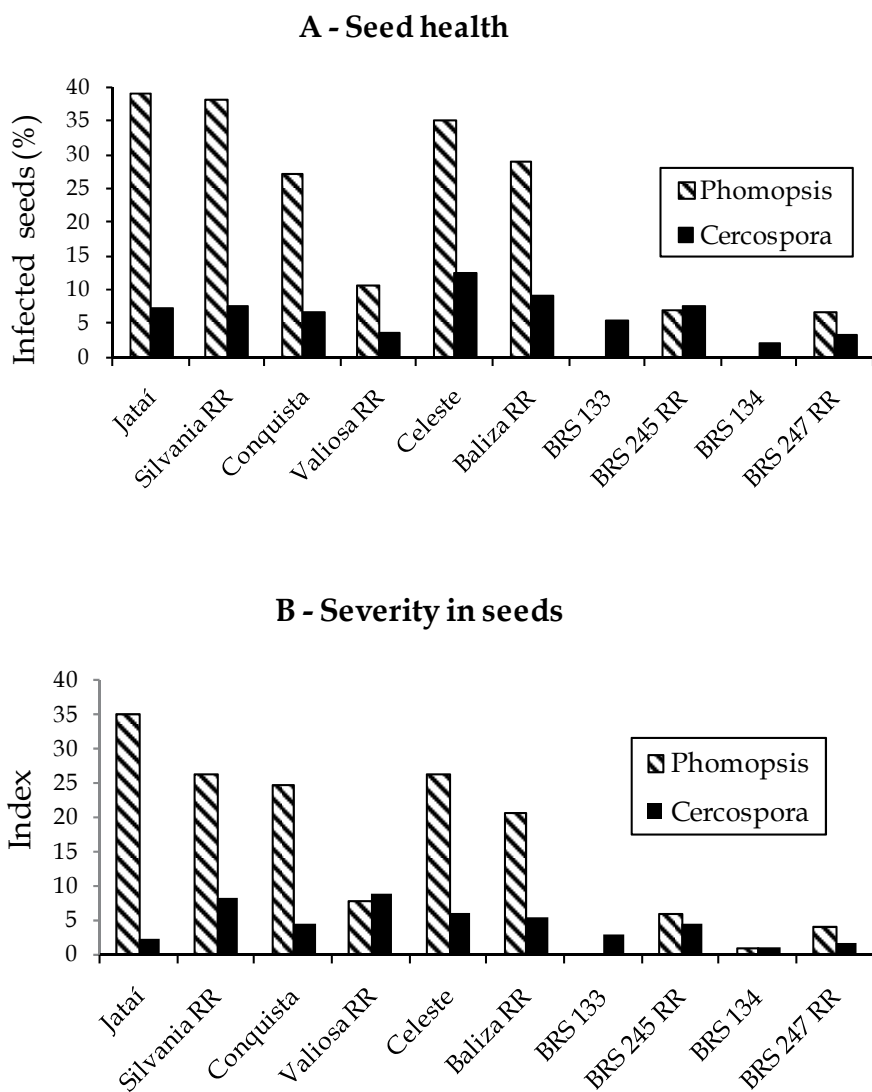 A - Seed health
Infected seeds (%)
40
35
30
25
20
15
10
5
0
Phomopsis
Cercospora
Jataí
Silvania RR
Conquista
Valiosa RR
Celeste
Baliza RR
BRS 133
BRS 245 RR
BRS 134
BRS 247 RR
B - Severity in seeds
Index
40
35
30
25
20
15
10
5
0
Phomopsis
Cercospora
Jataí
Silvania RR
Conquista
Valiosa RR
Celeste
Baliza RR
BRS 133
BRS 245 RR
BRS 134
BRS 247 RR